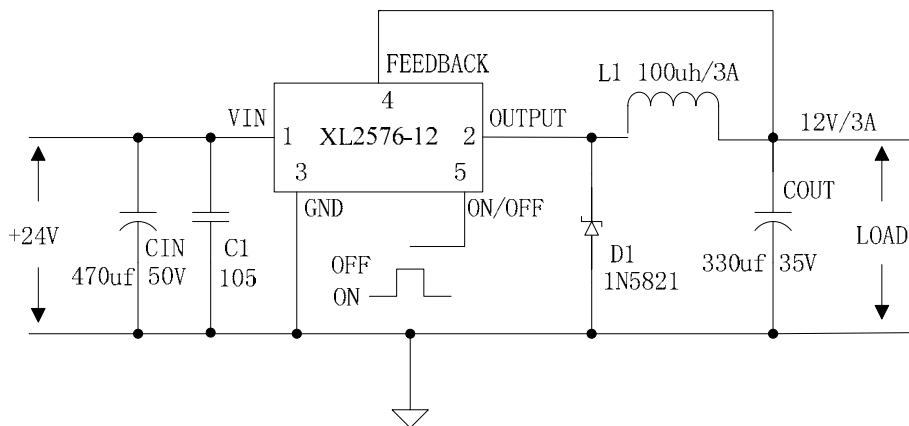 FEEDBACK
L1 100uh/3A
4
VIN
OUTPUT
12V/3A
1 XL2576-12 2
3 5
GND
ON/OFF
COUT
+24V
CIN
C1
OFF
D1
LOAD
470uf 50V
105
ON
1N5821
330uf 35V